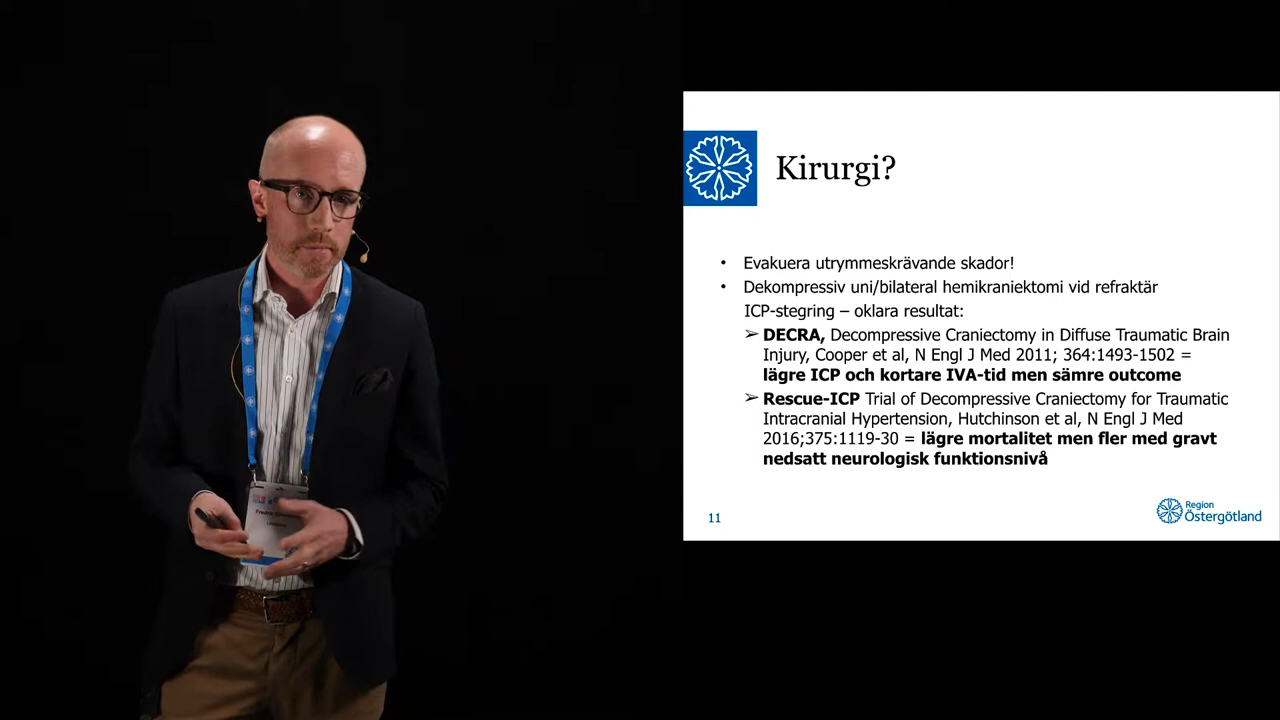 Kirurgi?
• Evakuera utrymmeskrävande skador!
• Dekompressiv uni/bilateral hemikraniektomi vid refraktär
ICP-stegring – oklara resultat:
➢ DECRA, Decompressive Craniectomy in Diffuse Traumatic Brain
Injury, Cooper et al, N Engl J Med 2011; 364:1493-1502 =
lägre ICP och kortare IVA-tid men sämre outcome
➢ Rescue-ICP Trial of Decompressive Craniectomy for Traumatic
Intracranial Hypertension, Hutchinson et al, N Engl J Med
2016;375:1119-30 = lägre mortalitet men fler med gravt
nedsatt neurologisk funktionsnivå
11
Region
Östergötland
Fredrik